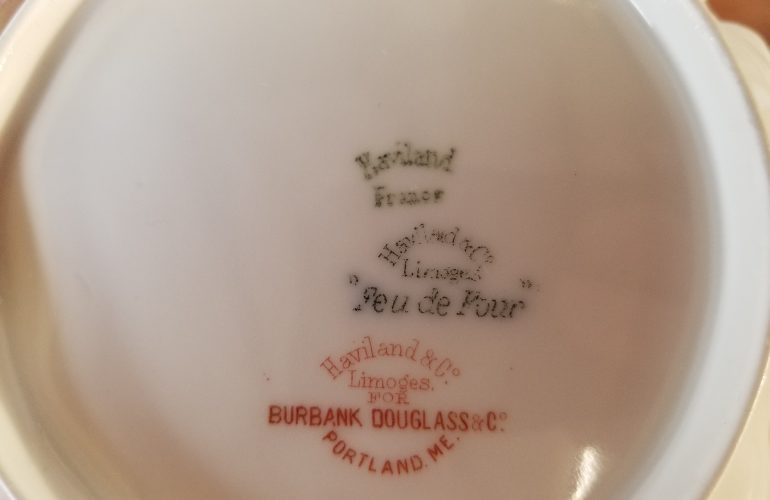 Haviland
France
Haviland & Co.
Limoges
"Feu de Four"
Haviland & Co.
Limoges.
FOR
BURBANK DOUGLASS & Co.
PORTLAND. ME.